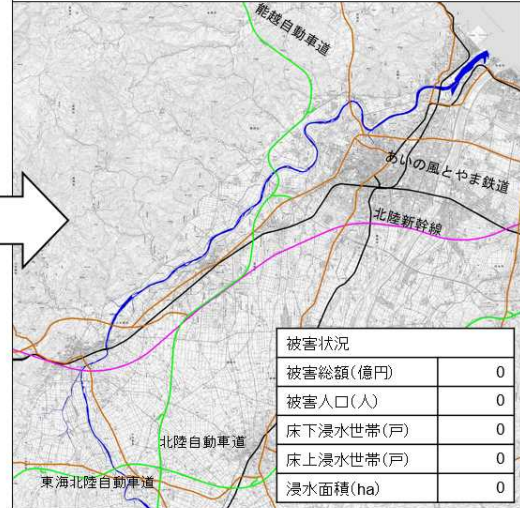 能越自動車道
あいの風とやま鉄道
北陸新幹線
被害状況
被害総額(億円) 0
被害人口(人) 0
床下浸水世帯(戸) 0
床上浸水世帯(戸) 0
浸水面積(ha) 0
北陸自動車道
東海北陸自動車道